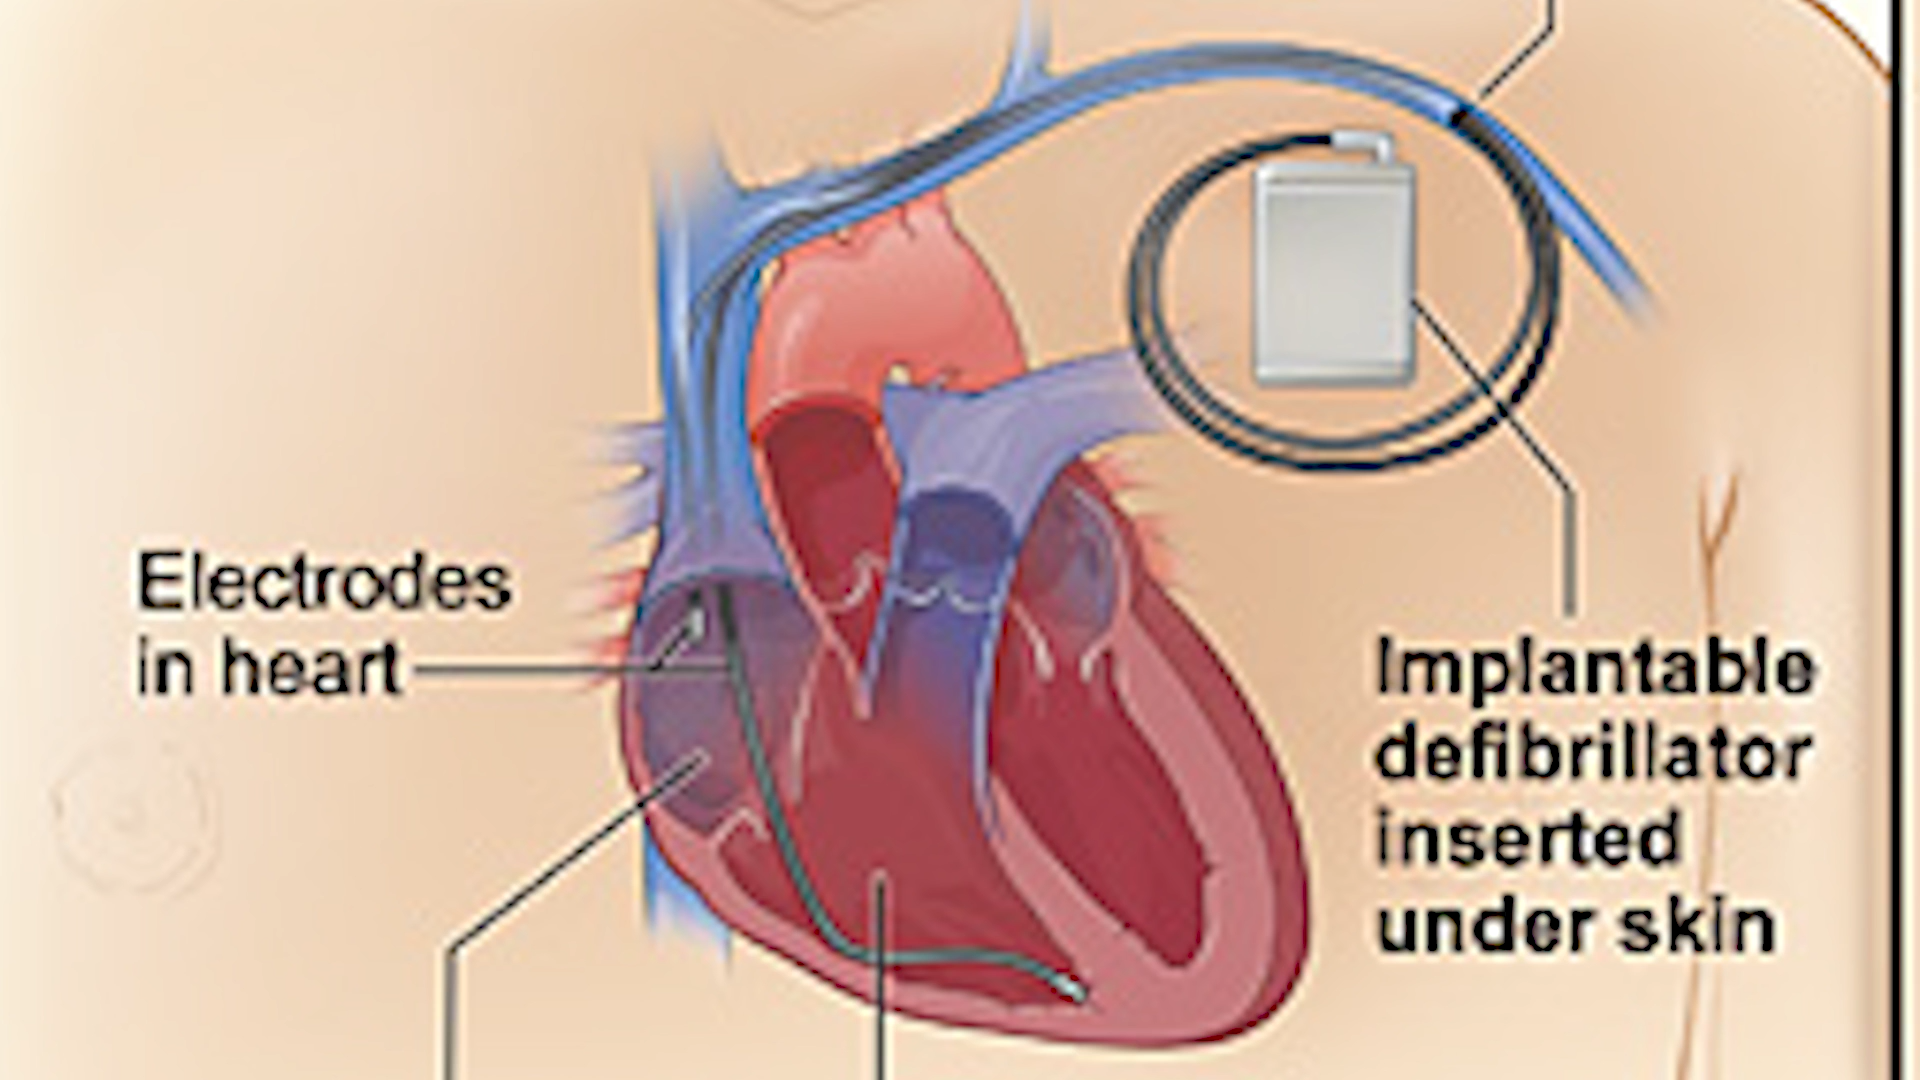 Electrodes
in heart
Implantable
defibrillator
inserted
under skin